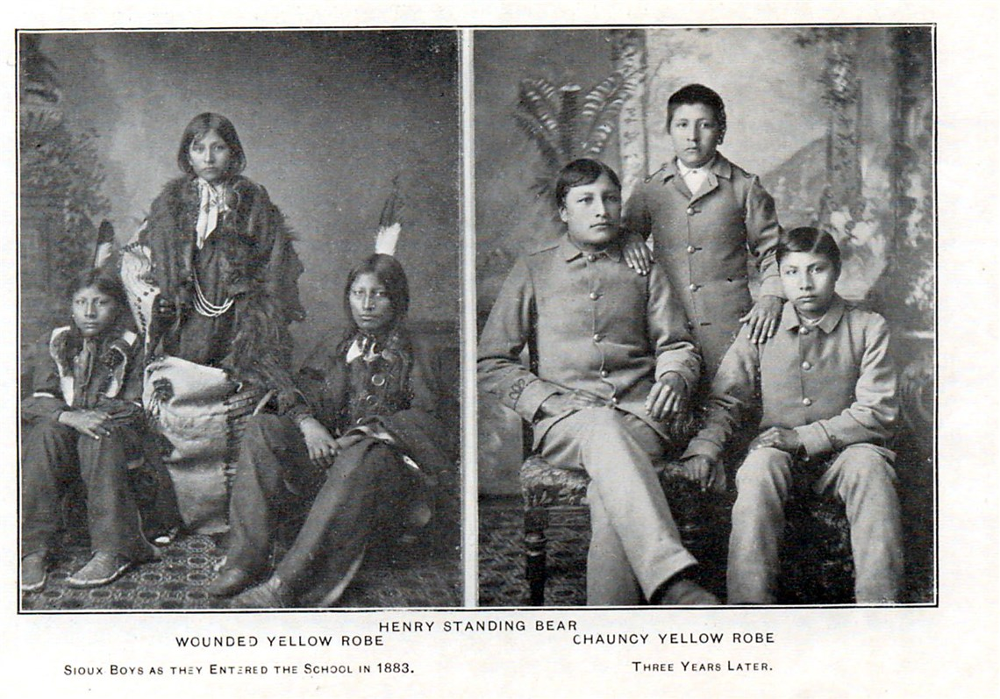 HENRY STANDING BEAR
WOUNDED YELLOW ROBE CHAUNCY YELLOW ROBE
SIOUX BOYS AS THEY ENTERED THE SCHOOL IN 1883. THREE YEARS LATER.